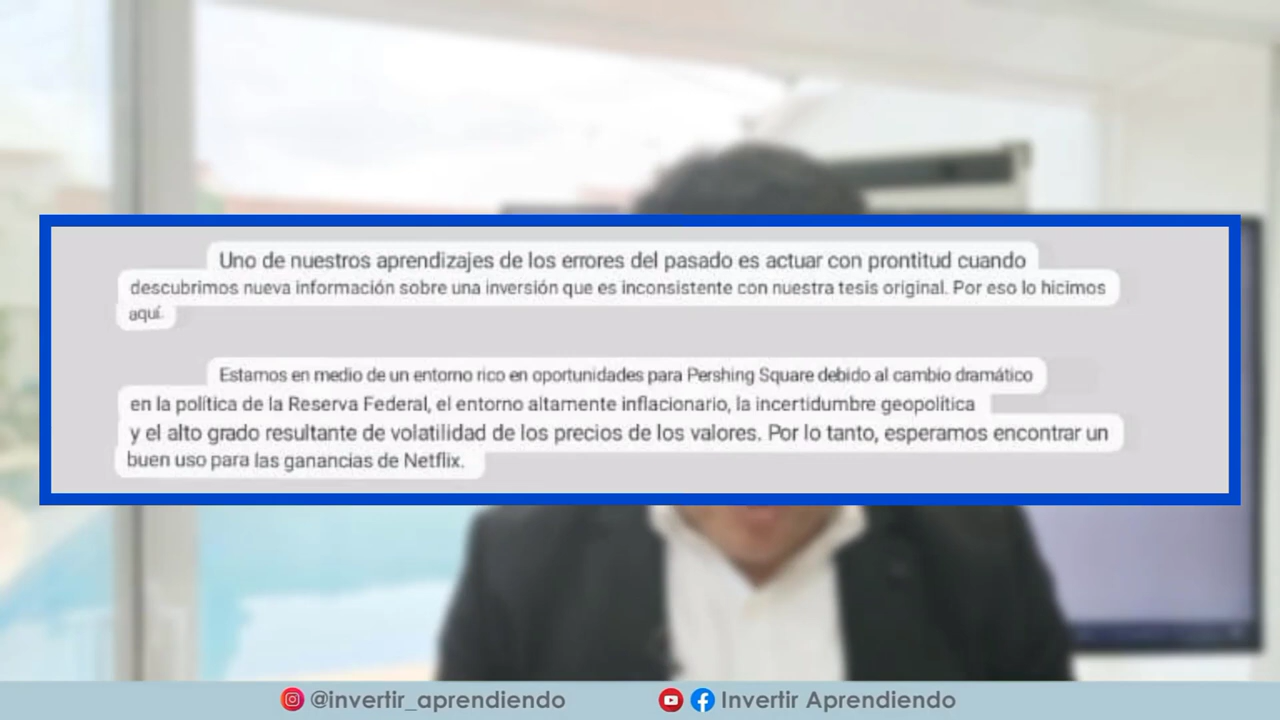 Uno de nuestros aprendizajes de los errores del pasado es actuar con prontitud cuando
descubrimos nueva información sobre una inversión que es inconsistente con nuestra tesis original. Por eso lo hicimos
aquí.
Estamos en medio de un entorno rico en oportunidades para Pershing Square debido al cambio dramático
en la política de la Reserva Federal, el entorno altamente inflacionario, la incertidumbre geopolítica
y el alto grado resultante de volatilidad de los precios de los valores. Por lo tanto, esperamos encontrar un
buen uso para las ganancias de Netflix.
@invertir_aprendiendo
Invertir Aprendiendo